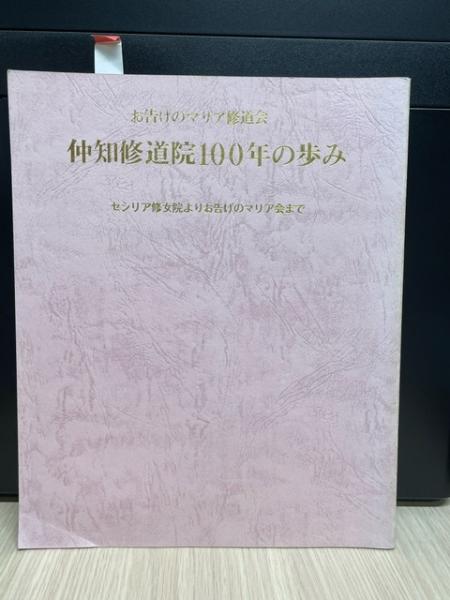 お告げのマリア修道会
仲知修道院100年の歩み
センリア修女院よりお告げのマリア会まで